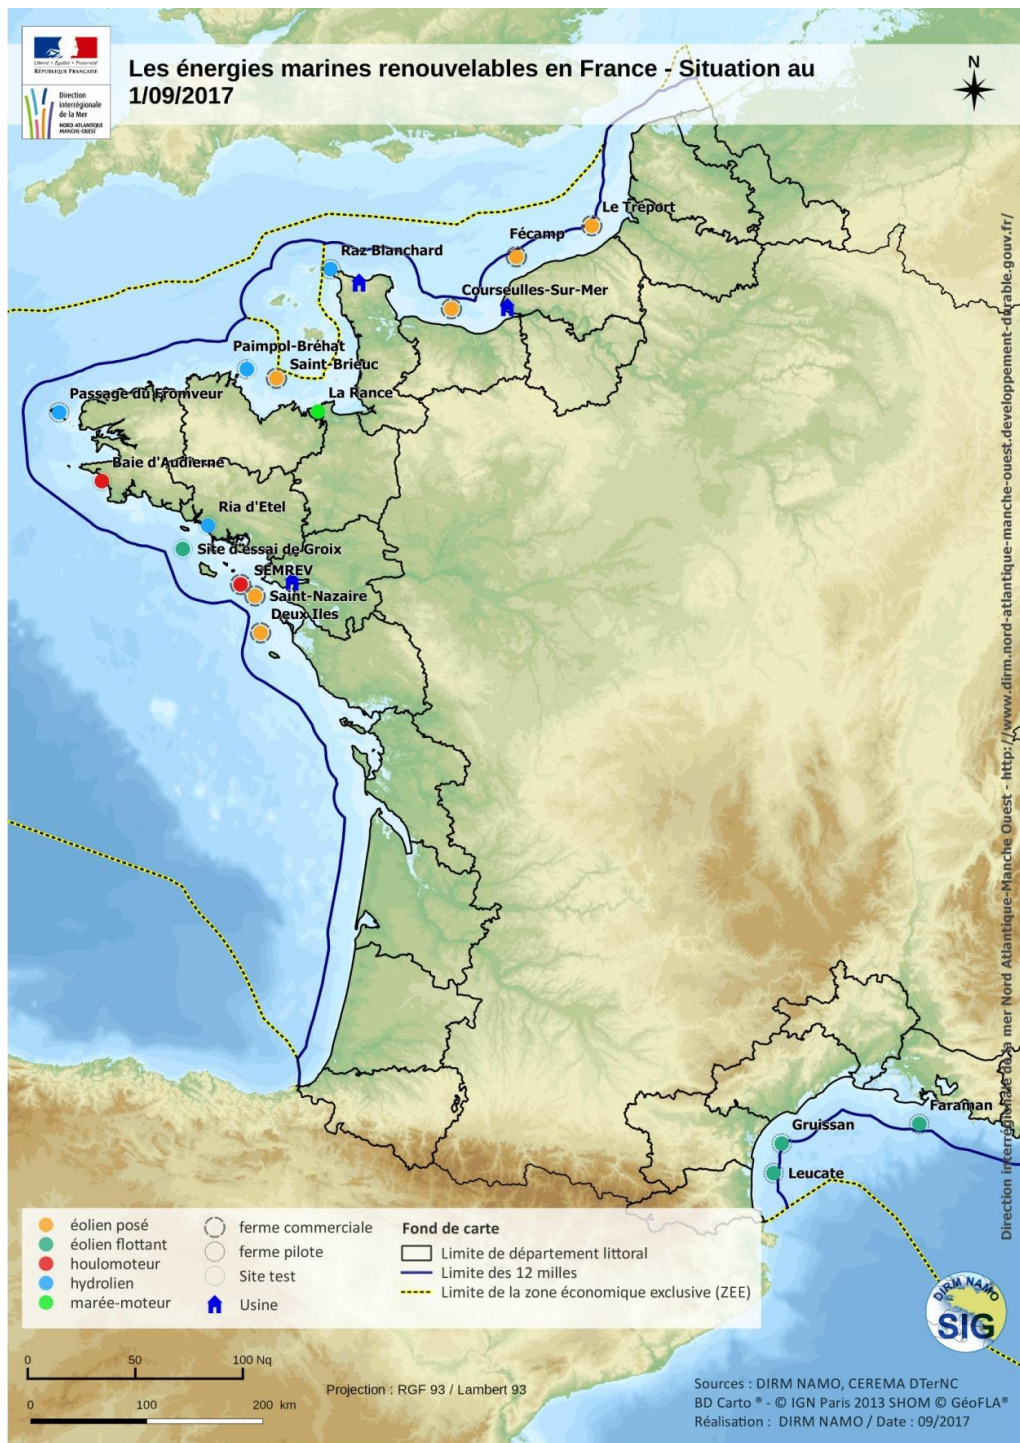 Liberté • Égalité • Fraternité
RÉPUBLIQUE FRANÇAISE
Direction
interrégionale
de la Mer
NORD-ATLANTIQUE
MANCHE-OUEST
Les énergies marines renouvelables en France - Situation au
1/09/2017
N
Le Tréport
Fécamp
Raz Blanchard
Courseulles-Sur-Mer
Paimpol-Bréhat
Saint-Brieuc
Passage du Fromveur
La Rance
Baie d'Audierne
Ria d'Etel
Site d'essai de Groix
SEMREV
Saint-Nazaire
Deux Iles
Faraman
Gruissan
Leucate
Direction interrégionale de la mer Nord Atlantique-Manche Ouest - http://www.dirm.nord-atlantique-manche-ouest.developpement-durable.gouv.fr/
éolien posé
éolien flottant
houlomoteur
hydrolien
marée-moteur
ferme commerciale
ferme pilote
Site test
Usine
Fond de carte
Limite de département littoral
Limite des 12 milles
Limite de la zone économique exclusive (ZEE)
DIRM NAMO
SIG
0 50 100 Nq
0 100 200 km
Projection : RGF 93 / Lambert 93
Sources : DIRM NAMO, CEREMA DTerNC
BD Carto ® - © IGN Paris 2013 SHOM © GéoFLA®
Réalisation : DIRM NAMO / Date : 09/2017